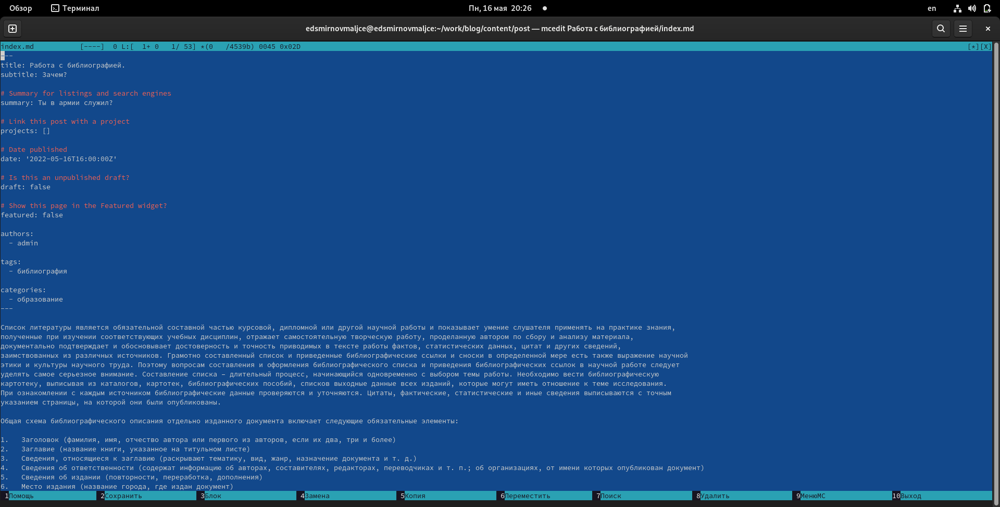 Обзор Терминал Пн, 16 мая 20:26 en
edsmirnovmaljce@edsmirnovmaljce:~/work/blog/content/post — mcedit Работа с библиографией/index.md
index.md [----] 0 L:[ 1+ 0 1/ 53] *(0 /4539b) 0045 0x02D [*][X]
---
title: Работа с библиографией.
subtitle: Зачем?
# Summary for listings and search engines
summary: Ты в армии служил?
# Link this post with a project
projects: []
# Date published
date: '2022-05-16T16:00:00Z'
# Is this an unpublished draft?
draft: false
# Show this page in the Featured widget?
featured: false
authors:
- admin
tags:
- библиография
categories:
- образование
---
Список литературы является обязательной составной частью курсовой, дипломной или другой научной работы и показывает умение слушателя применять на практике знания,
полученные при изучении соответствующих учебных дисциплин, отражает самостоятельную творческую работу, проделанную автором по сбору и анализу материала,
документально подтверждает и обосновывает достоверность и точность приводимых в тексте работы фактов, статистических данных, цитат и других сведений,
заимствованных из различных источников. Грамотно составленный список и приведенные библиографические ссылки и сноски в определенной мере есть также выражение научной
этики и культуры научного труда. Поэтому вопросам составления и оформления библиографического списка и приведения библиографических ссылок в научной работе следует
уделять самое серьезное внимание. Составление списка – длительный процесс, начинающийся одновременно с выбором темы работы. Необходимо вести библиографическую
картотеку, выписывая из каталогов, картотек, библиографических пособий, списков выходные данные всех изданий, которые могут иметь отношение к теме исследования.
При ознакомлении с каждым источником библиографические данные проверяются и уточняются. Цитаты, фактические, статистические и иные сведения выписываются с точным
указанием страницы, на которой они были опубликованы.
Общая схема библиографического описания отдельно изданного документа включает следующие обязательные элементы:
1. Заголовок (фамилия, имя, отчество автора или первого из авторов, если их два, три и более)
2. Заглавие (название книги, указанное на титульном листе)
3. Сведения, относящиеся к заглавию (раскрывают тематику, вид, жанр, назначение документа и т. д.)
4. Сведения об ответственности (содержат информацию об авторах, составителях, редакторах, переводчиках и т. п.; об организациях, от имени которых опубликован документ)
5. Сведения об издании (повторности, переработка, дополнения)
6. Место издания (название города, где издан документ)
1Помощь 2Сохранить 3Блок 4Замена 5Копия 6Переместить 7Поиск 8Удалить 9МенюMC 10Выход